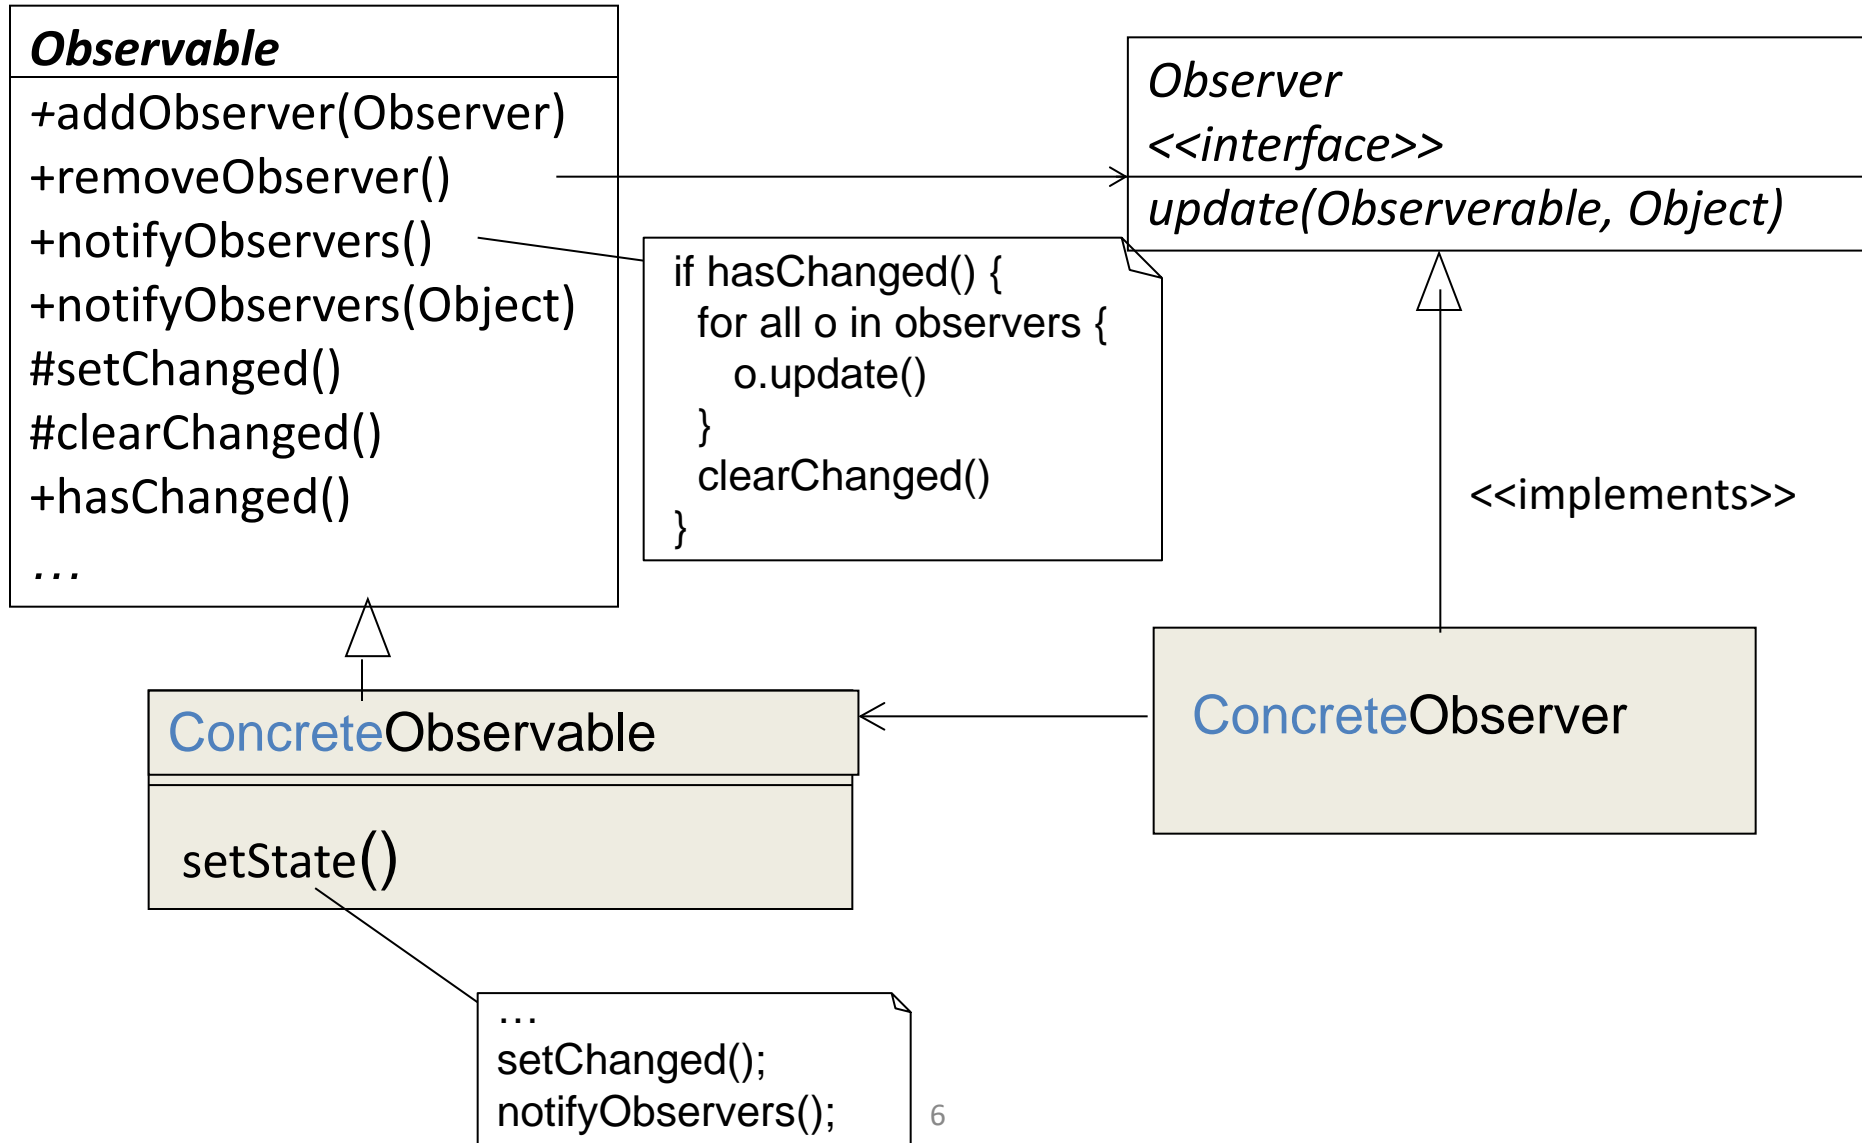 Observable
+addObserver(Observer)
+removeObserver()
+notifyObservers()
+notifyObservers(Object)
#setChanged()
#clearChanged()
+hasChanged()
…
Observer
<<interface>>
update(Observerable, Object)
if hasChanged() {
for all o in observers {
o.update()
}
clearChanged()
}
<<implements>>
ConcreteObservable
setState()
ConcreteObserver
…
setChanged();
notifyObservers();
6